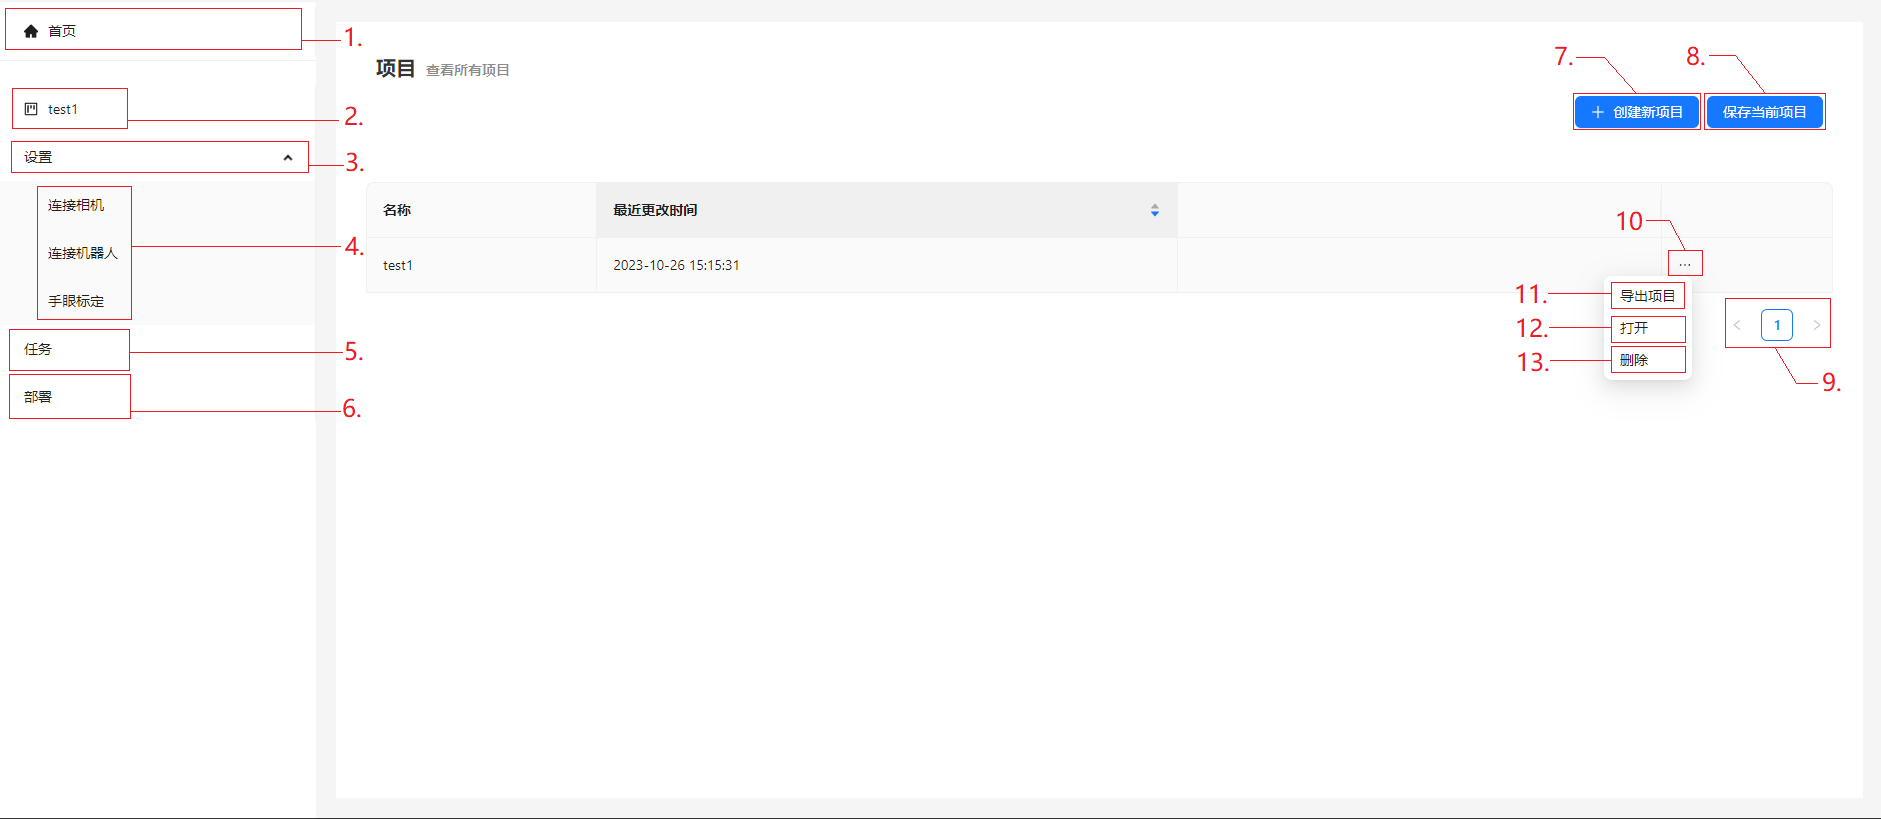 首页
1.
test1
2.
设置
3.
连接相机
连接机器人
4.
手眼标定
任务
5.
部署
6.
项目 查看所有项目
7.
8.
创建新项目
保存当前项目
名称 最近更改时间
10
test1 2023-10-26 15:15:31 ···
11. 导出项目
12. 打开
13. 删除
< 1 >
9.